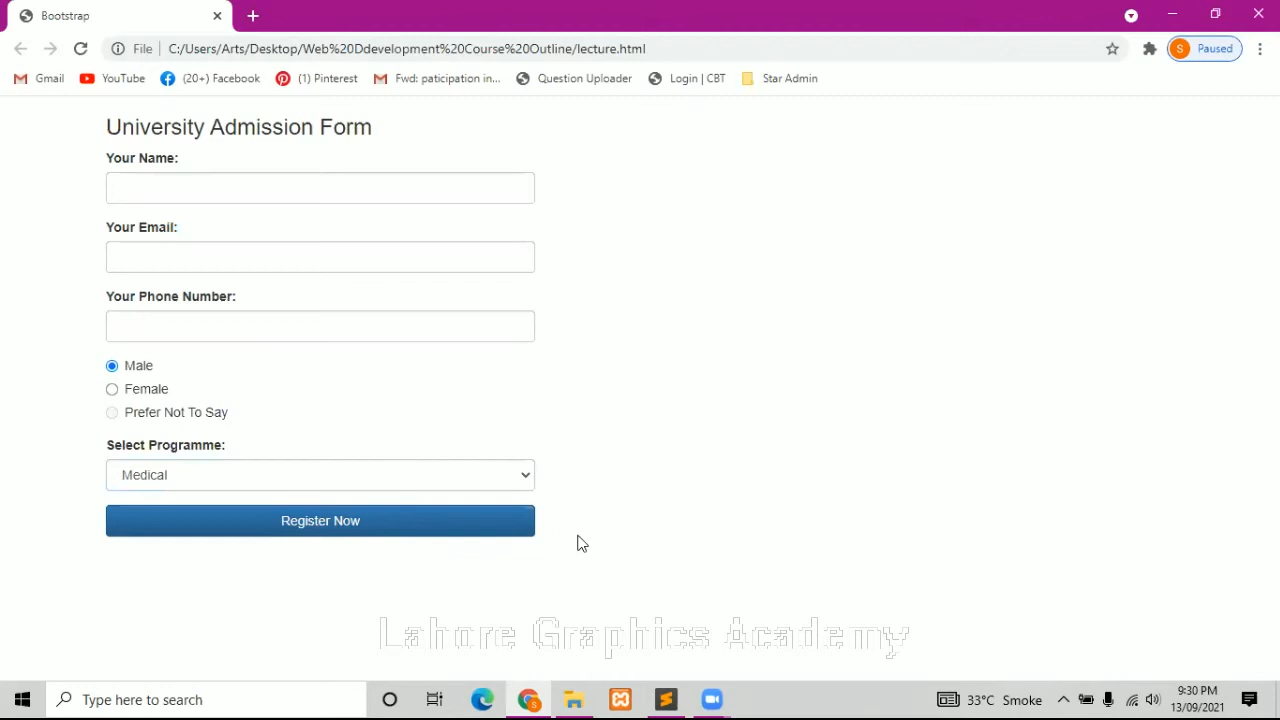 Bootstrap
File
C:/Users/Arts/Desktop/Web%20Ddevelopment%20Course%20Outline/lecture.html
S Paused
Gmail YouTube (20+) Facebook (1) Pinterest Fwd: paticipation in... Question Uploader Login | CBT Star Admin
University Admission Form
Your Name:
Your Email:
Your Phone Number:
Male
Female
Prefer Not To Say
Select Programme:
Medical
Register Now
Lahore Graphics Academy
Type here to search
33°C Smoke
9:30 PM
13/09/2021